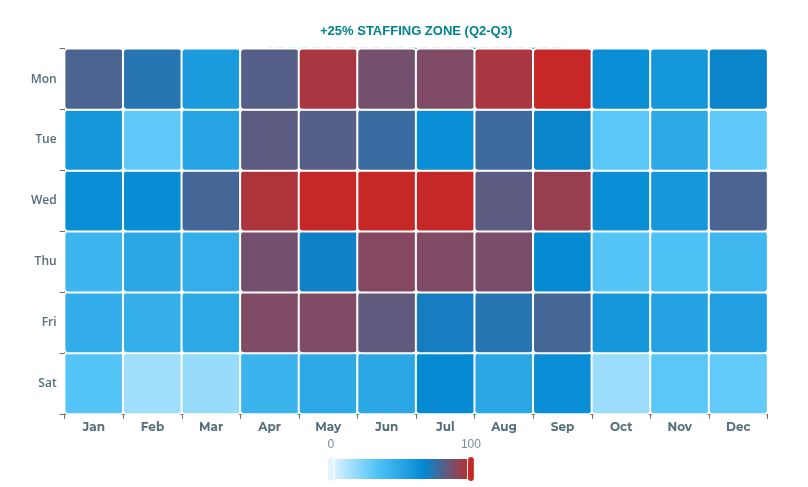 +25% STAFFING ZONE (Q2-Q3)
Mon
Tue
Wed
Thu
Fri
Sat
Jan Feb Mar Apr May Jun Jul Aug Sep Oct Nov Dec
0 100